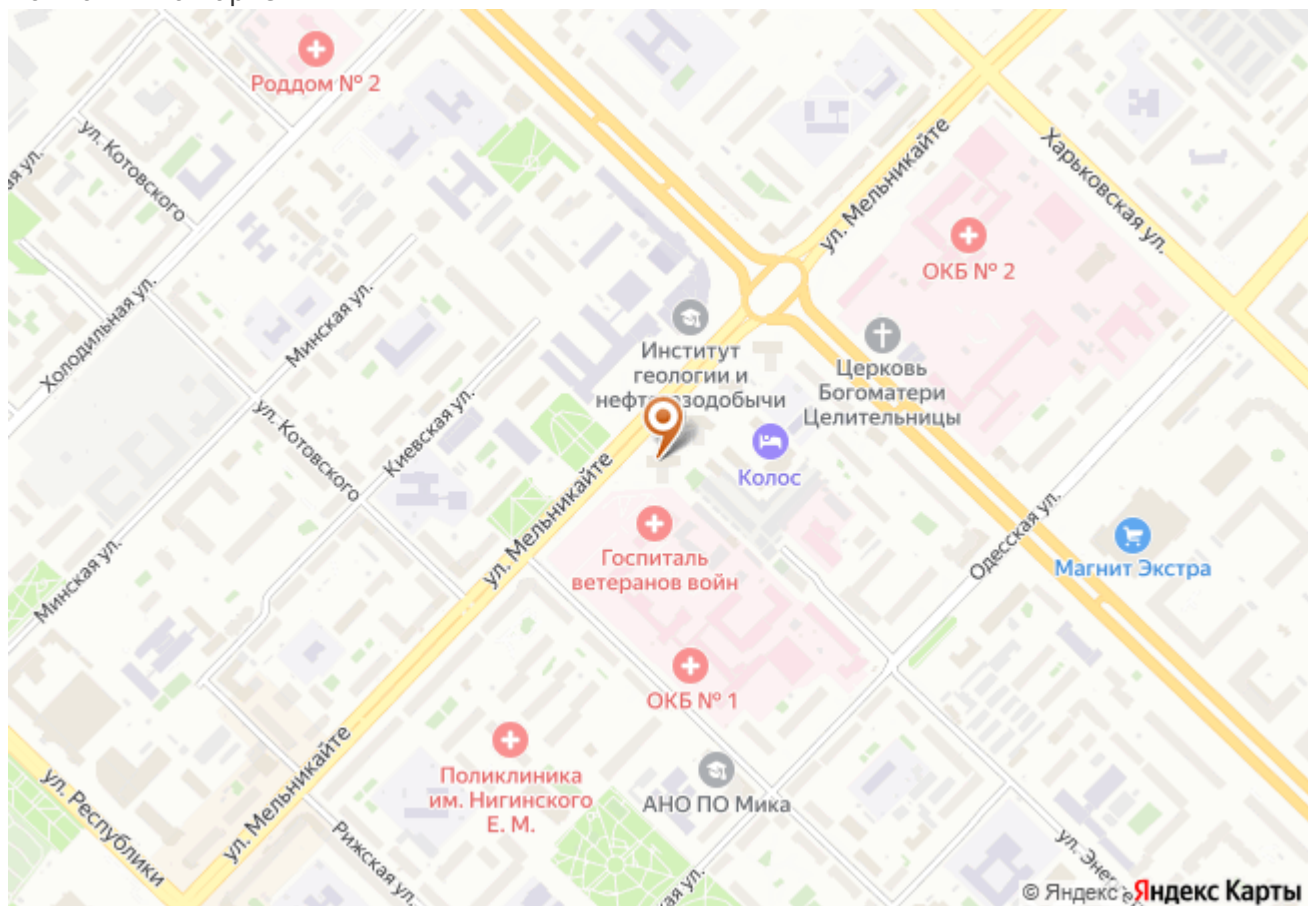 Роддом № 2
ул. Котовского
Харьковская ул.
ул. Мельникайте
ОКБ № 2
Холодильная ул.
Минская ул.
Институт
геологии и
нефтегазодобычи
Церковь
Богоматери
Целительницы
ул. Котовского
Киевская ул.
Колос
ул. Мельникайте
Госпиталь
ветеранов войн
Одесская ул.
Магнит Экстра
Минская ул.
ОКБ № 1
Поликлиника
им. Нигинского
Е. М.
АНО ПО Мика
ул. Республики
ул. Мельникайте
Рижская ул.
© Яндекс
Яндекс Карты